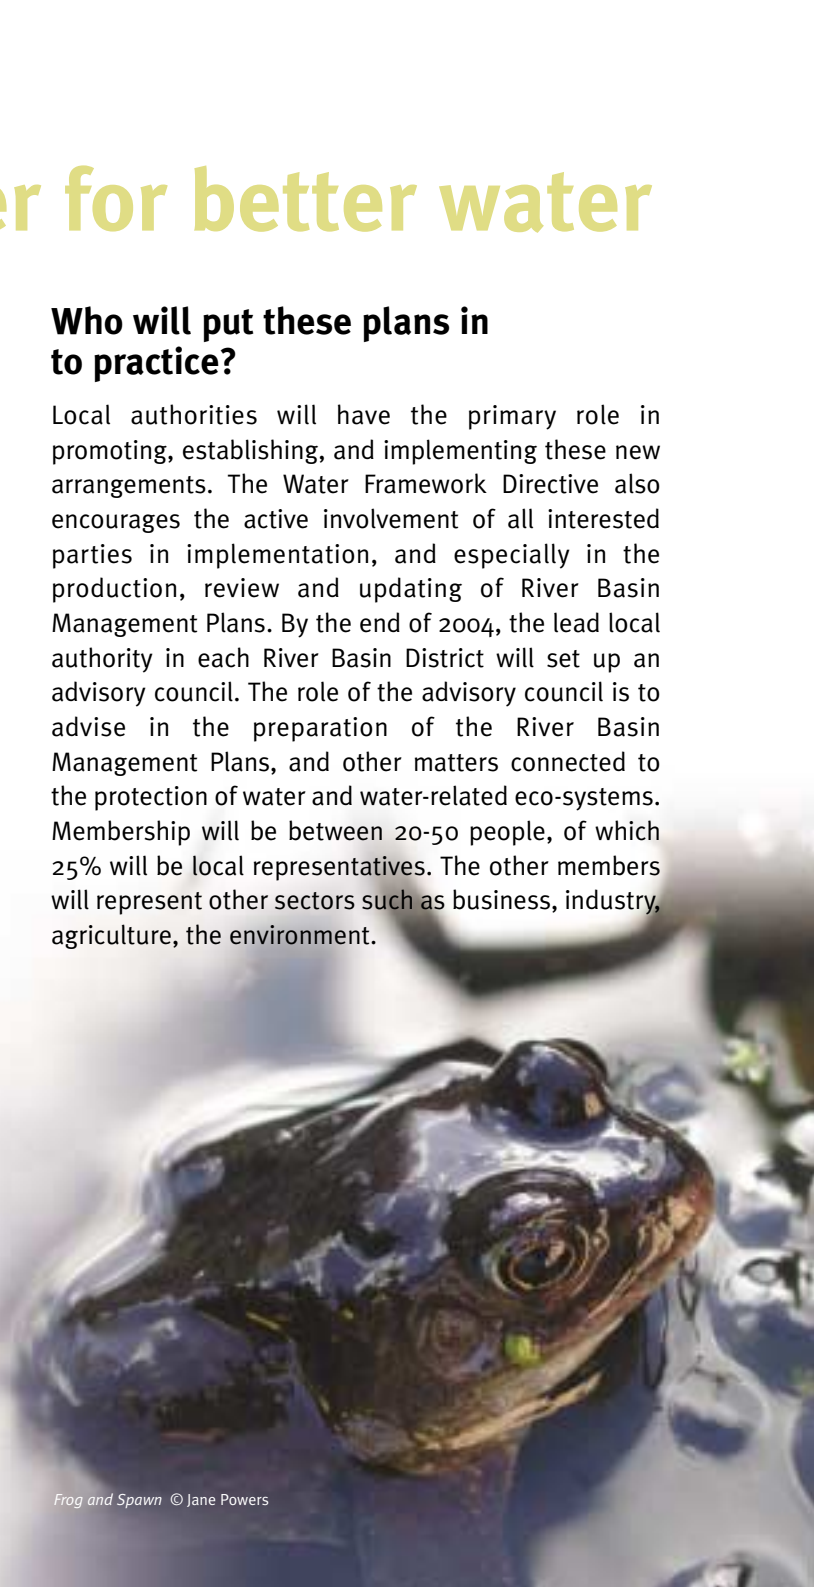 for better water
Who will put these plans in
to practice?
Local authorities will have the primary role in
promoting, establishing, and implementing these new
arrangements. The Water Framework Directive also
encourages the active involvement of all interested
parties in implementation, and especially in the
production, review and updating of River Basin
Management Plans. By the end of 2004, the lead local
authority in each River Basin District will set up an
advisory council. The role of the advisory council is to
advise in the preparation of the River Basin
Management Plans, and other matters connected to
the protection of water and water-related eco-systems.
Membership will be between 20-50 people, of which
25% will be local representatives. The other members
will represent other sectors such as business, industry,
agriculture, the environment.
Frog and Spawn © Jane Powers